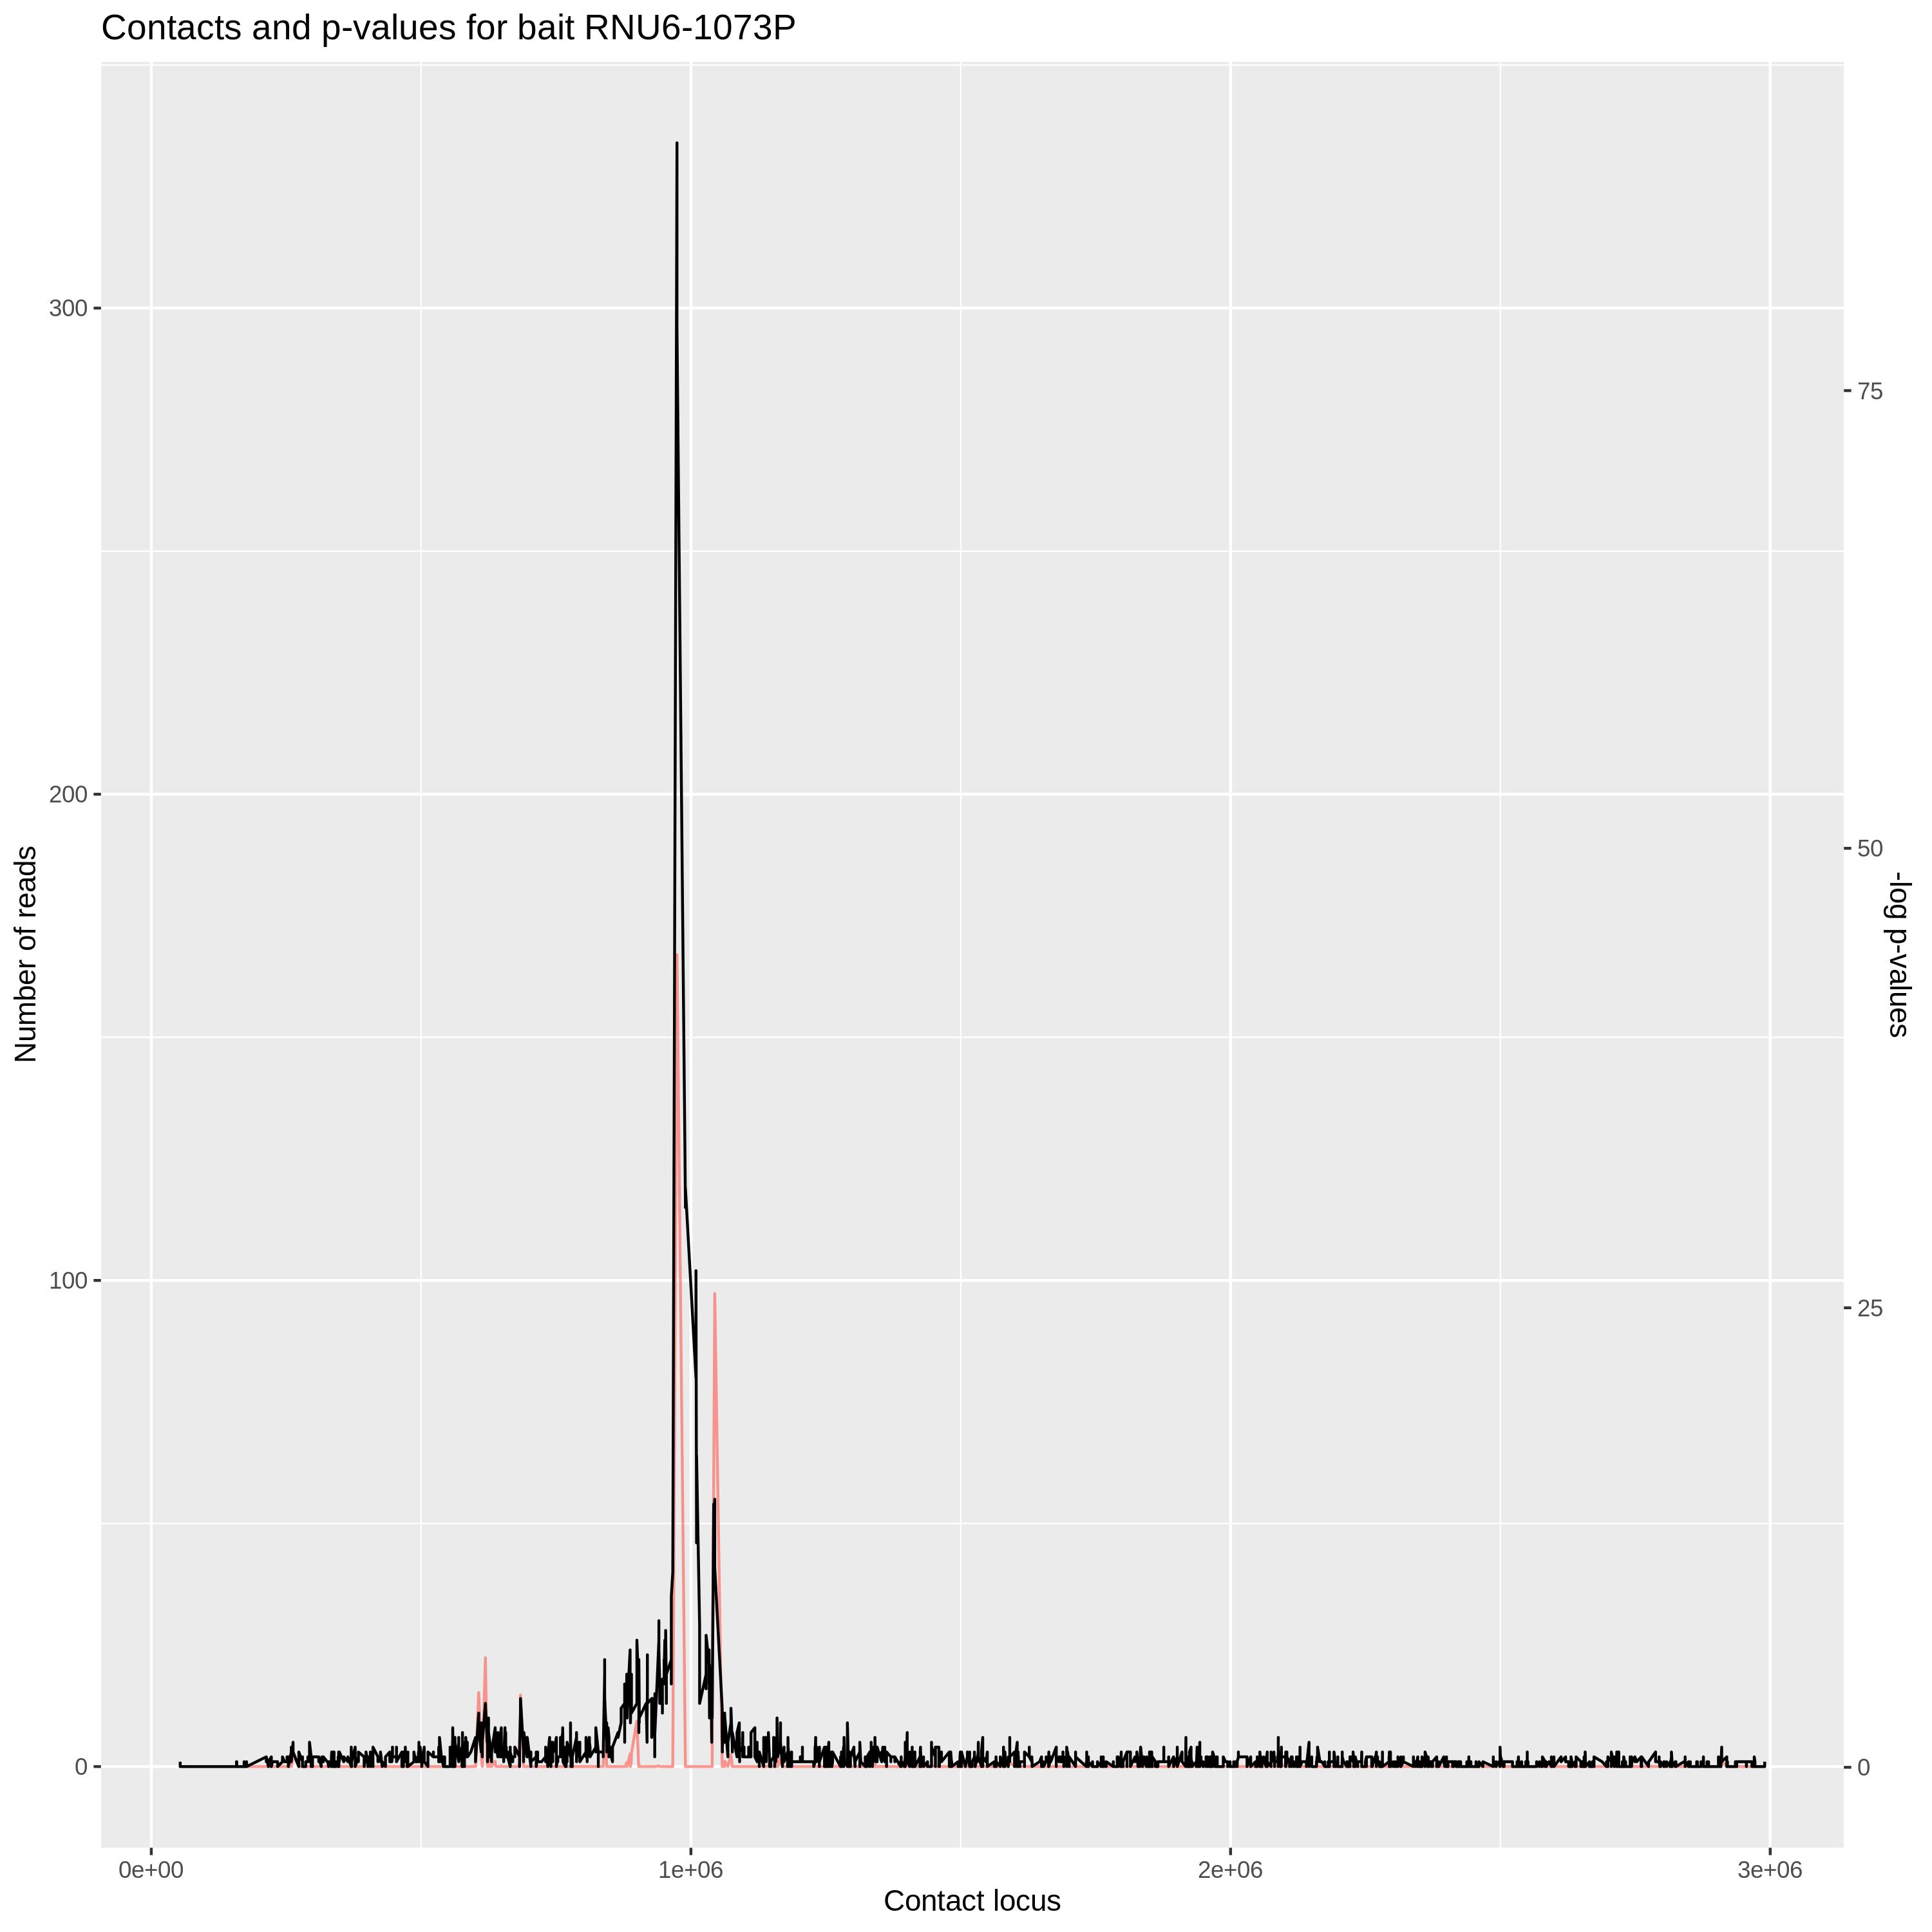 Contacts and p-values for bait RNU6-1073P
300
200
100
0
75
50
25
0
Number of reads
-log p-values
0e+00
1e+06
2e+06
3e+06
Contact locus